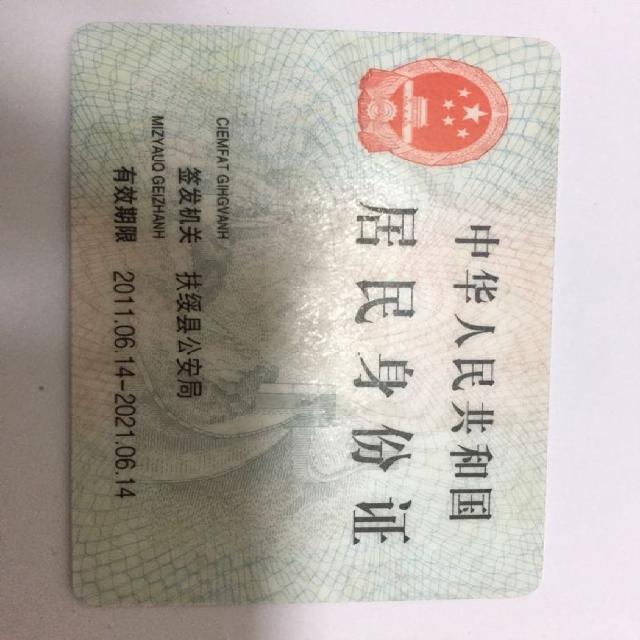 中华人民共和国
居民身份证
CIEMFAT GIHGVANH
签发机关 扶绥县公安局
MIZYAUQ GEIZHANH
有效期限 2011.06.14-2021.06.14